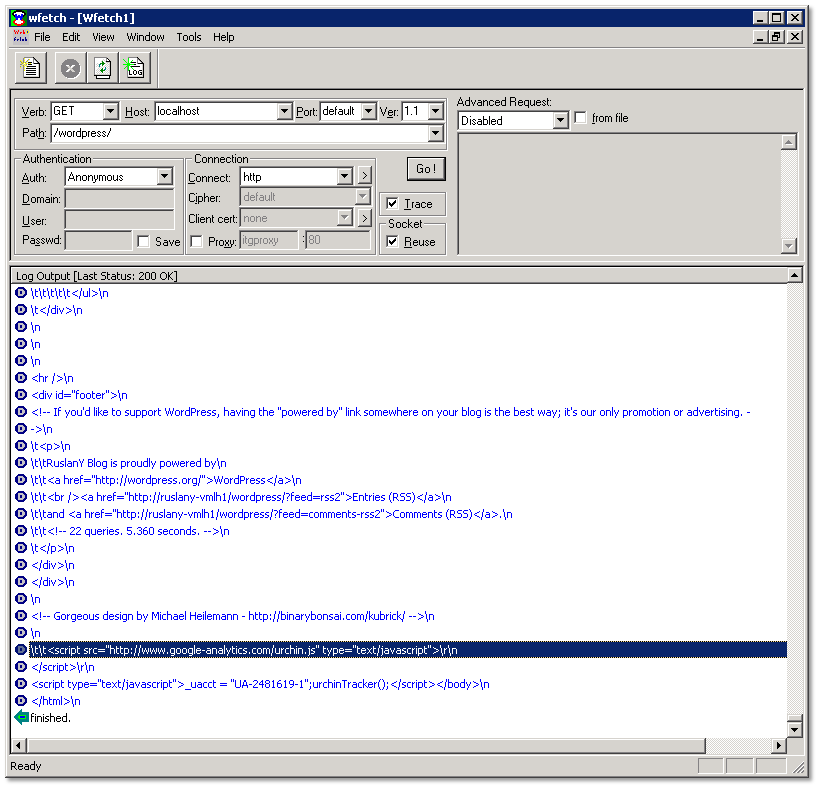 wfetch - [Wfetch1]
File Edit View Window Tools Help
LOG
Verb: GET Host: localhost Port: default Ver: 1.1
Path: /wordpress/
Advanced Request:
Disabled from file
Authentication
Auth: Anonymous
Domain:
User:
Passwd: Save
Connection
Connect: http >
Cipher: default
Client cert: none >
Proxy: itgproxy : 80
Go !
Trace
Socket
Reuse
Log Output [Last Status: 200 OK]
\t\t\t\t\t</ul>\n
\t</div>\n
\n
\n
\n
<hr />\n
<div id="footer">\n
<!-- If you'd like to support WordPress, having the "powered by" link somewhere on your blog is the best way; it's our only promotion or advertising. -
->\n
\t<p>\n
\t\tRuslanY Blog is proudly powered by\n
\t\t<a href="http://wordpress.org/">WordPress</a>\n
\t\t<br /><a href="http://ruslany-vmlh1/wordpress/?feed=rss2">Entries (RSS)</a>\n
\t\tand <a href="http://ruslany-vmlh1/wordpress/?feed=comments-rss2">Comments (RSS)</a>.\n
\t\t<!-- 22 queries. 5.360 seconds. -->\n
\t</p>\n
</div>\n
</div>\n
\n
<!-- Gorgeous design by Michael Heilemann - http://binarybonsai.com/kubrick/ -->\n
\n
\t\t<script src="http://www.google-analytics.com/urchin.js" type="text/javascript">\r\n
</script>\r\n
<script type="text/javascript">_uacct = "UA-2481619-1";urchinTracker();</script></body>\n
</html>\n
finished.
Ready